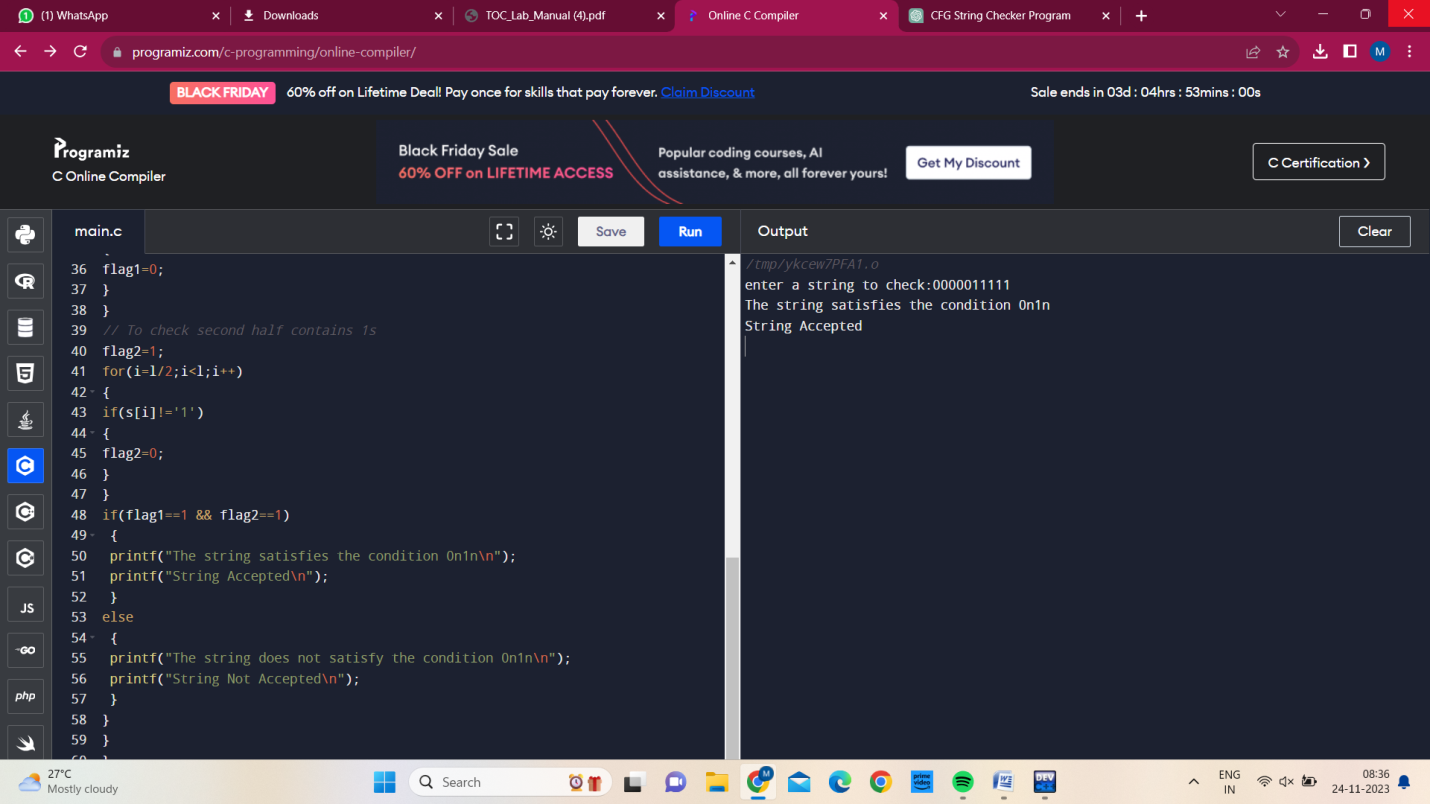 (1) WhatsApp
Downloads
TOC_Lab_Manual (4).pdf
Online C Compiler
CFG String Checker Program
programiz.com/c-programming/online-compiler/
M
BLACK FRIDAY 60% off on Lifetime Deal! Pay once for skills that pay forever. Claim Discount
Sale ends in 03d : 04hrs : 53mins : 00s
Programiz
C Online Compiler
Black Friday Sale
60% OFF on LIFETIME ACCESS
Popular coding courses, AI
assistance, & more, all forever yours!
Get My Discount
C Certification
main.c
Save
Run
Output
Clear
{
36 flag1=0;
37 }
38 }
39 // To check second half contains 1s
40 flag2=1;
41 for(i=l/2;i<l;i++)
42 {
43 if(s[i]!='1')
44 {
45 flag2=0;
46 }
47 }
48 if(flag1==1 && flag2==1)
49 {
50 printf("The string satisfies the condition 0n1n\n");
51 printf("String Accepted\n");
52 }
53 else
54 {
55 printf("The string does not satisfy the condition 0n1n\n");
56 printf("String Not Accepted\n");
57 }
58 }
59 }
60 }
/tmp/ykcew7PFA1.o
enter a string to check:0000011111
The string satisfies the condition 0n1n
String Accepted
JS
GO
php
27°C
Mostly cloudy
Search
M
prime video
W
DEV
ENG
IN
08:36
24-11-2023